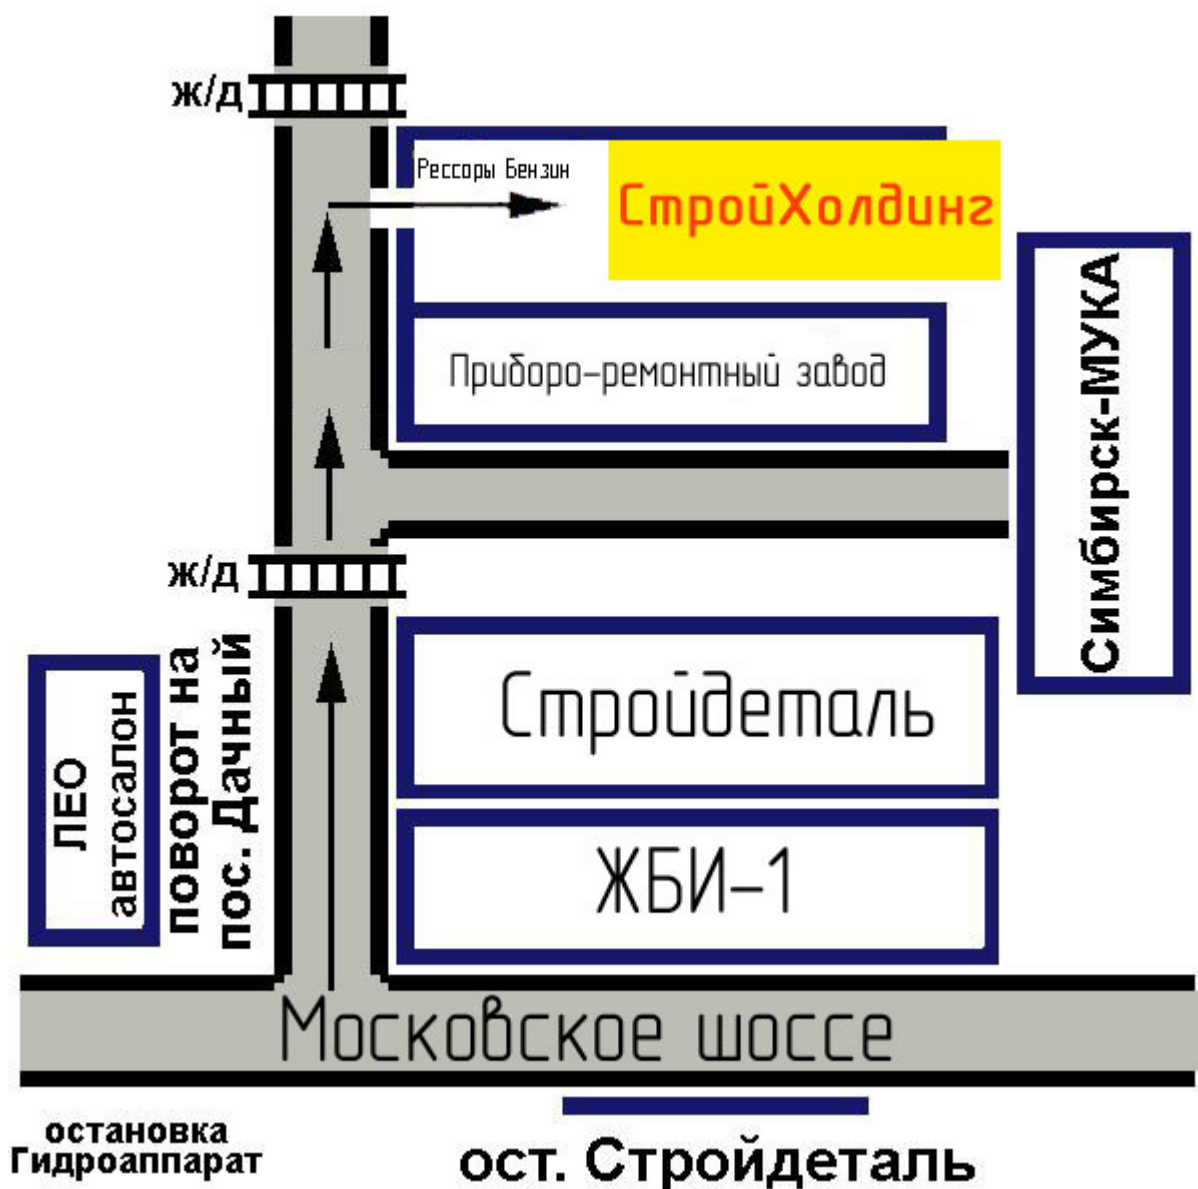 ж/д
Рессоры Бензин
СтройХолдинг
Приборо-ремонтный завод
Симбирск-МУКА
ж/д
Стройдеталь
ЛЕО
автосалон
поворот на
пос. Дачный
ЖБИ-1
Московское шоссе
остановка
Гидроаппарат
ост. Стройдеталь